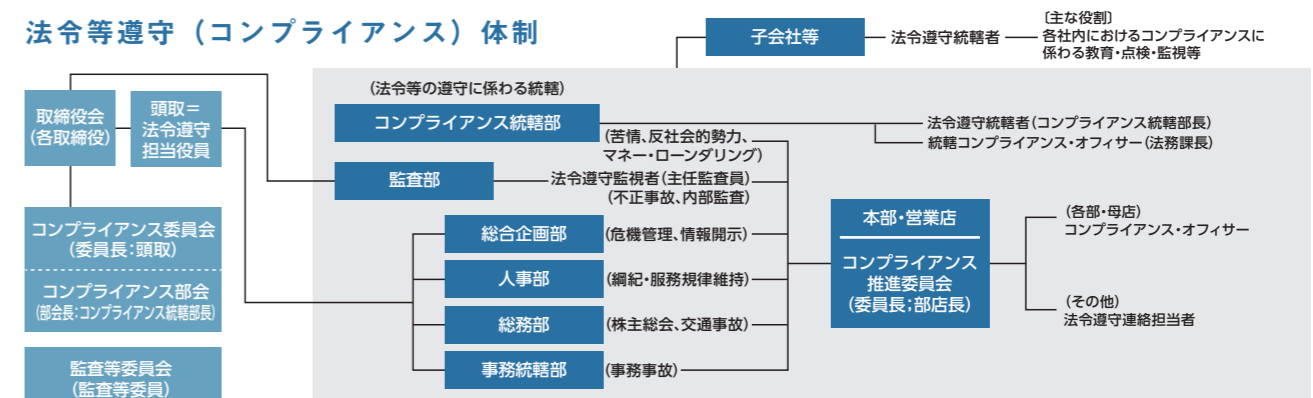 法令等遵守（コンプライアンス）体制
取締役会
（各取締役）
頭取＝
法令遵守
担当役員
コンプライアンス委員会
（委員長：頭取）
コンプライアンス部会
（部会長：コンプライアンス統轄部長）
監査等委員会
（監査等委員）
子会社等
法令遵守統轄者
〔主な役割〕
各社内におけるコンプライアンスに
係わる教育・点検・監視等
（法令等の遵守に係わる統轄）
コンプライアンス統轄部
（苦情、反社会的勢力、
マネー・ローンダリング）
法令遵守統轄者（コンプライアンス統轄部長）
統轄コンプライアンス・オフィサー（法務課長）
監査部
法令遵守監視者（主任監査員）
（不正事故、内部監査）
総合企画部
（危機管理、情報開示）
人事部
（綱紀・服務規律維持）
総務部
（株主総会、交通事故）
事務統轄部
（事務事故）
本部・営業店
コンプライアンス
推進委員会
（委員長；部店長）
（各部・母店）
コンプライアンス・オフィサー
（その他）
法令遵守連絡担当者